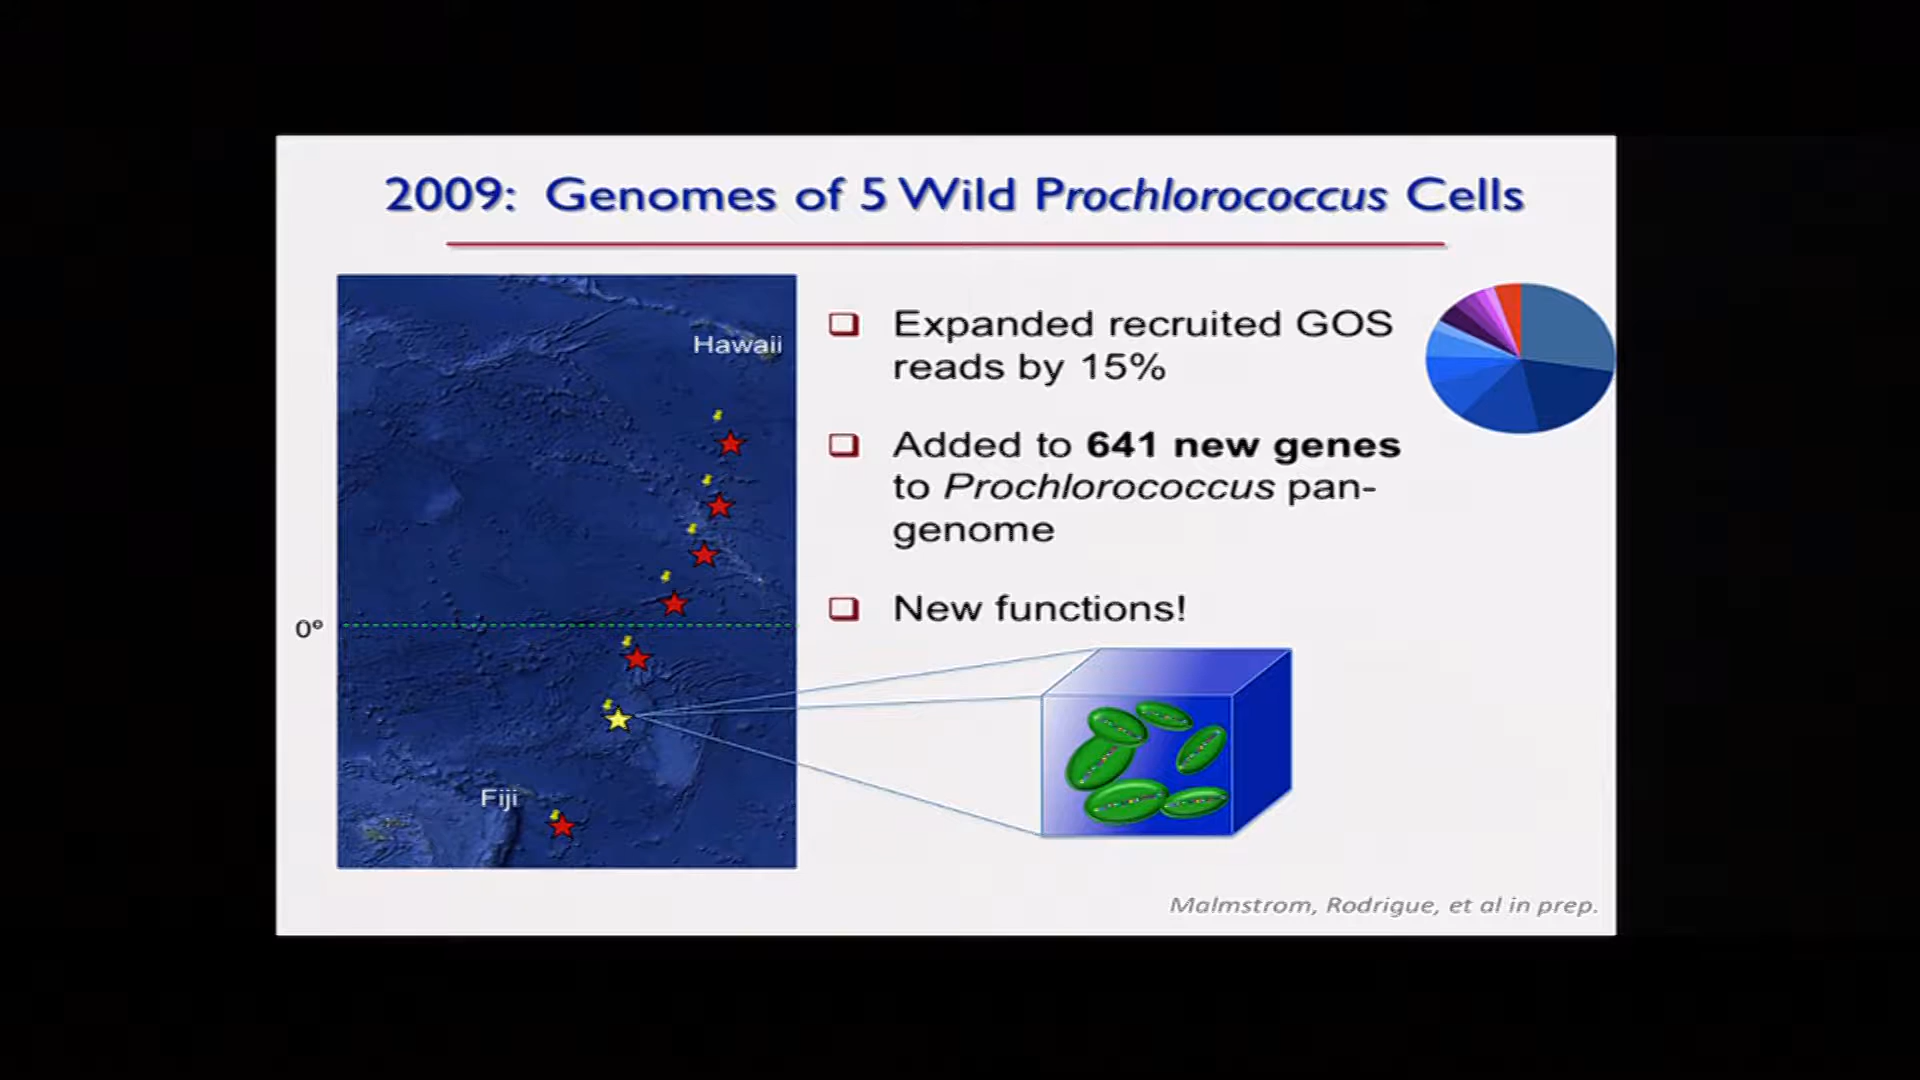 2009: Genomes of 5 Wild Prochlorococcus Cells
Hawaii
0º
Fiji
Expanded recruited GOS
reads by 15%
Added to 641 new genes
to Prochlorococcus pan-
genome
New functions!
Malmstrom, Rodrigue, et al in prep.